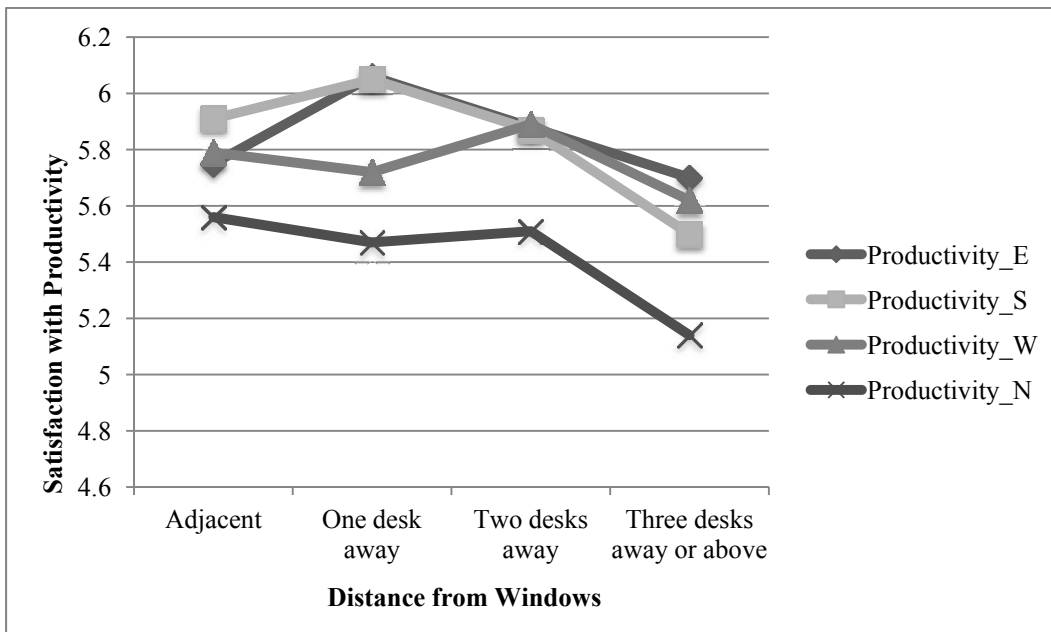 6.2
6
5.8
5.6
5.4
5.2
5
4.8
4.6
Satisfaction with Productivity
Adjacent
One desk
away
Two desks
away
Three desks
away or above
Distance from Windows
Productivity_E
Productivity_S
Productivity_W
Productivity_N